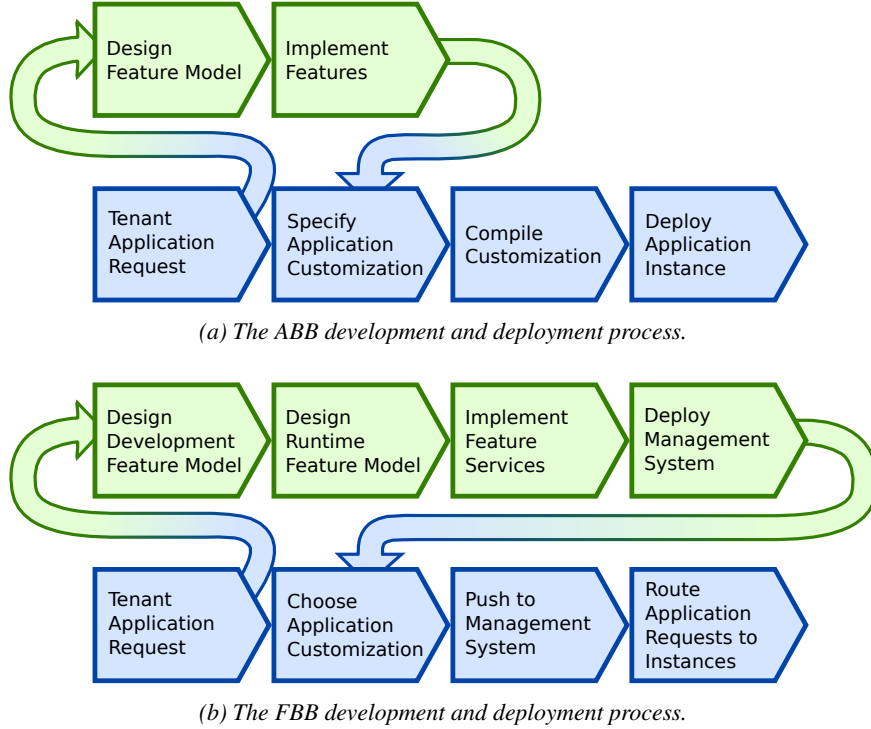 Design
Feature Model
Implement
Features
Tenant
Application
Request
Specify
Application
Customization
Compile
Customization
Deploy
Application
Instance
(a) The ABB development and deployment process.
Design
Development
Feature Model
Design
Runtime
Feature Model
Implement
Feature
Services
Deploy
Management
System
Tenant
Application
Request
Choose
Application
Customization
Push to
Management
System
Route
Application
Requests to
Instances
(b) The FBB development and deployment process.